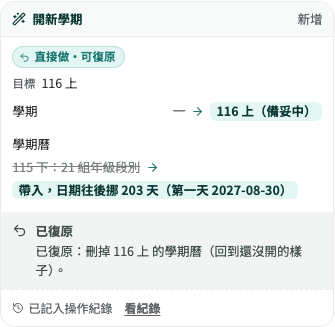 開新學期 新增
直接做・可復原
目標 116 上
學期 — → 116 上（備妥中）
學期曆
115 下：21 組年級段別 →
帶入，日期往後挪 203 天（第一天 2027-08-30）
已復原
已復原：刪掉 116 上 的學期曆（回到還沒開的樣
子）。
已記入操作紀錄 看紀錄